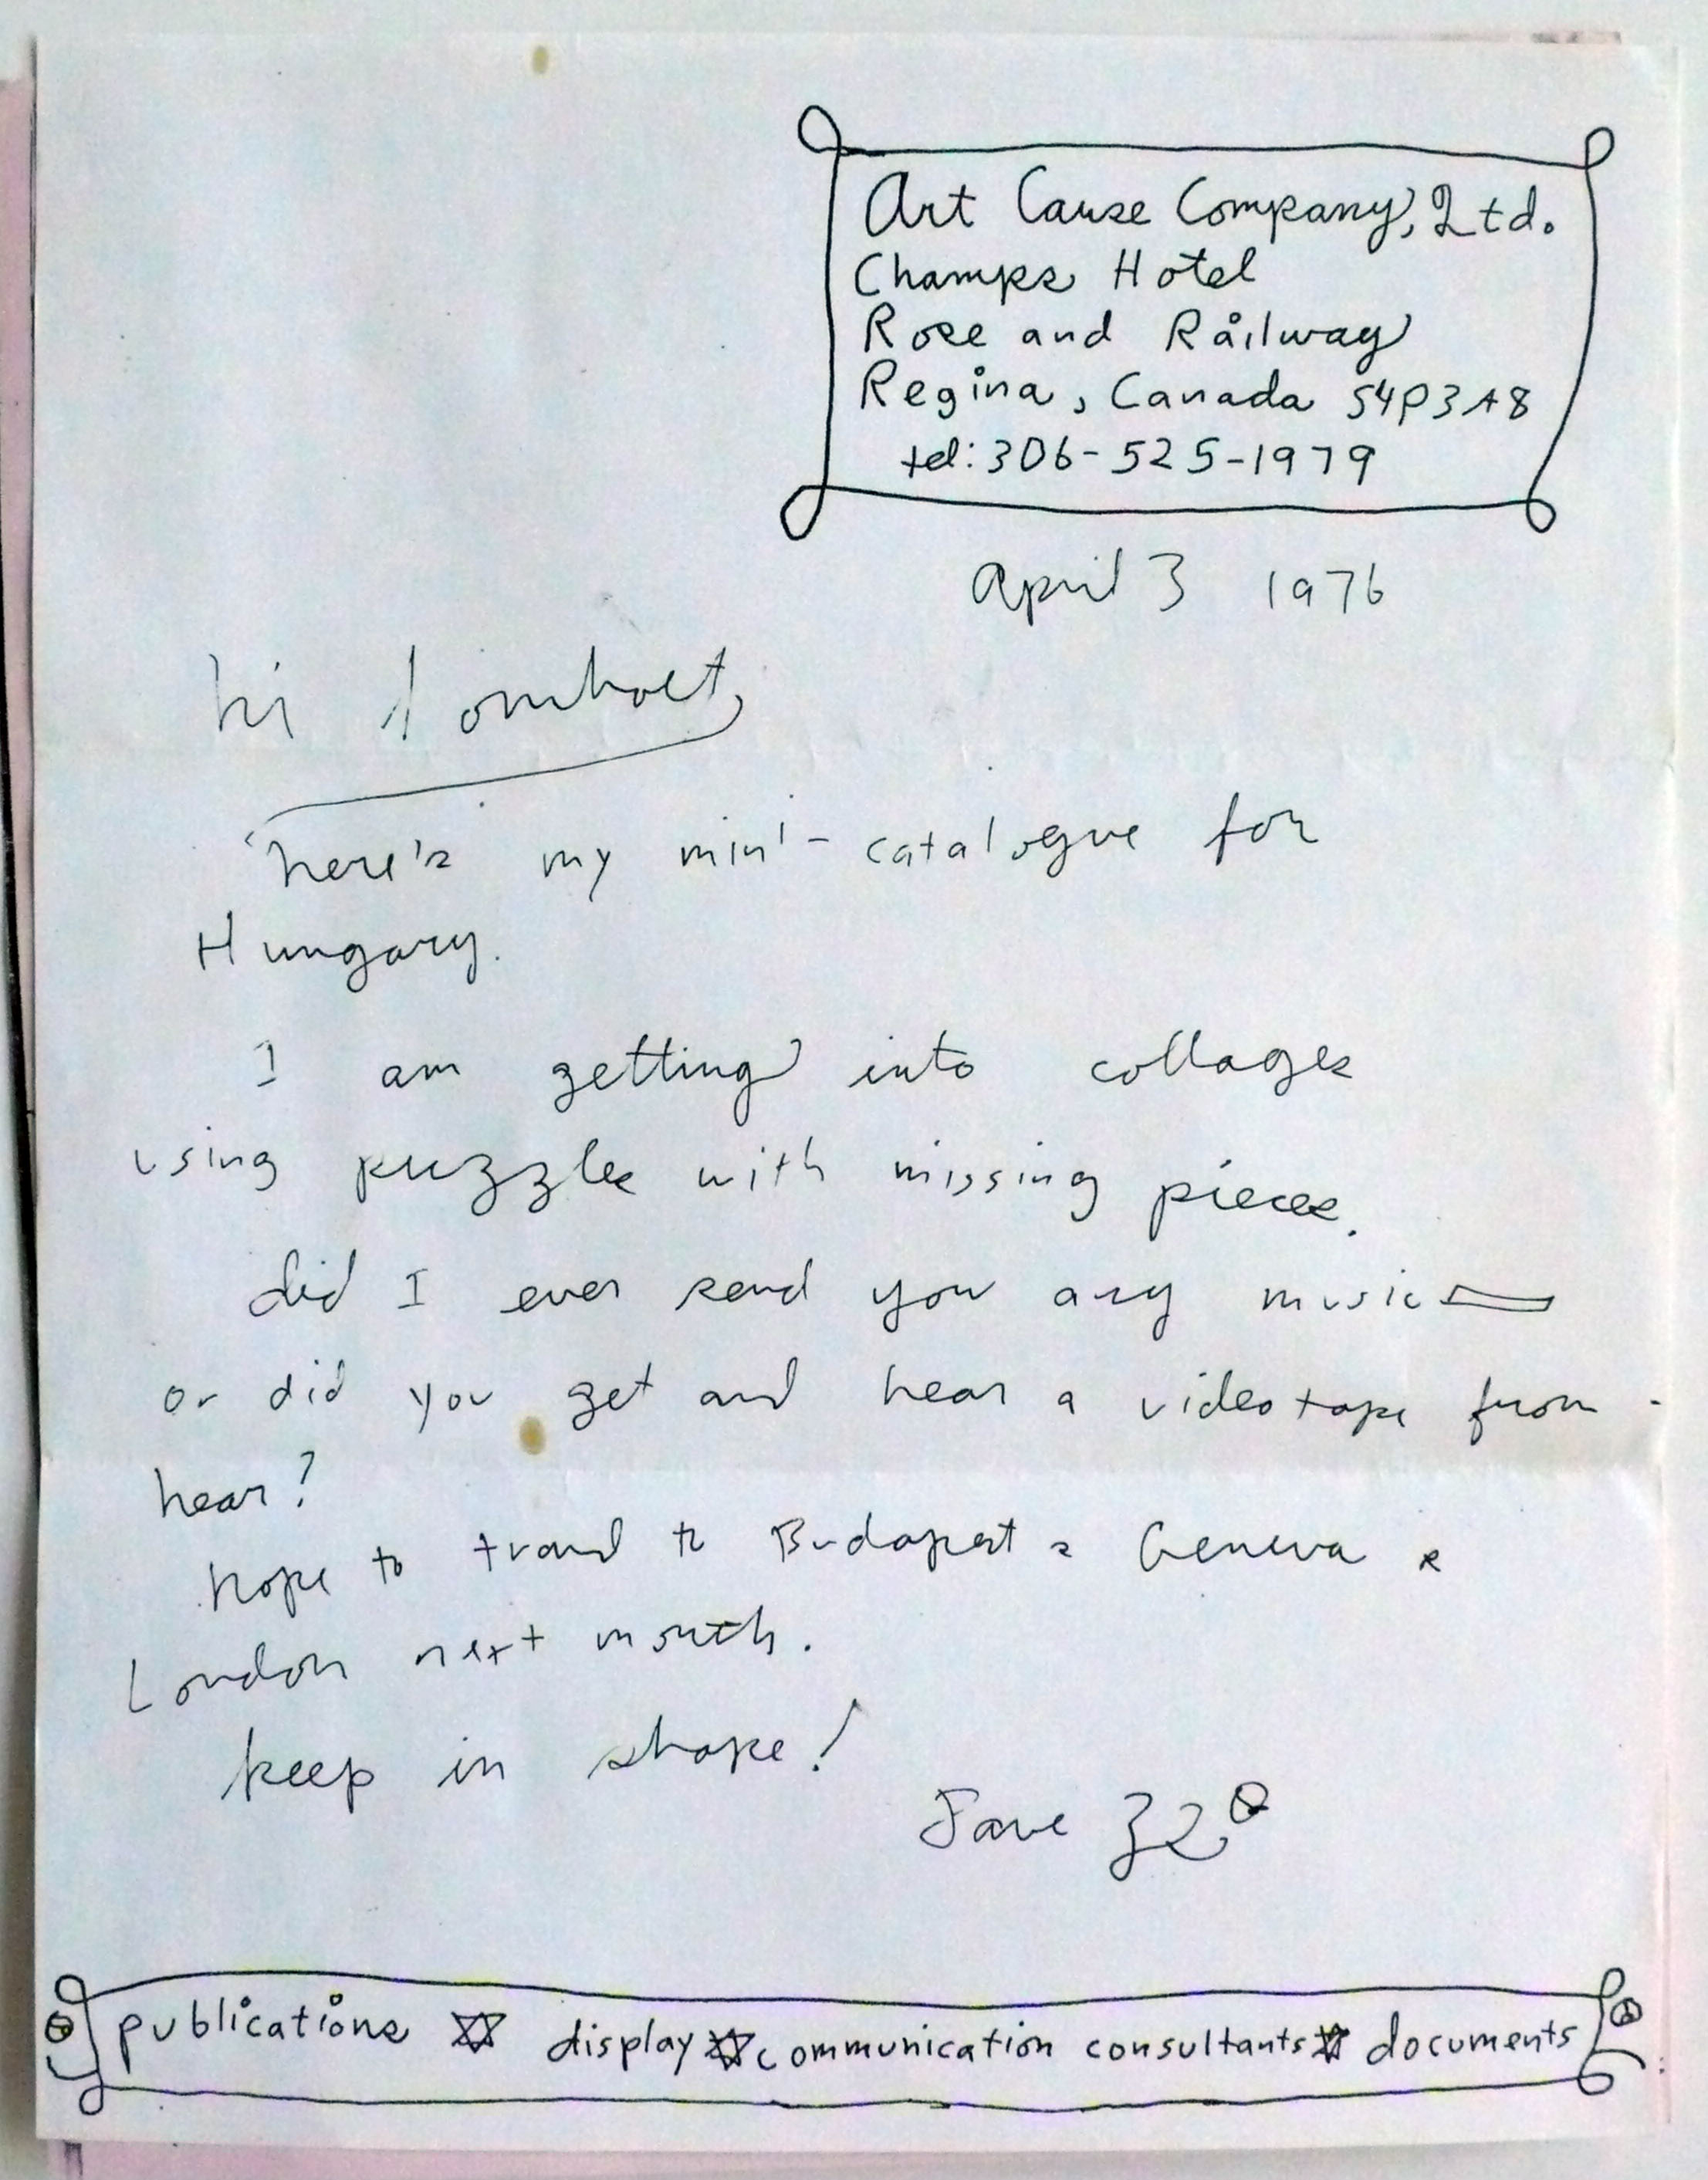 Art Cause Company, Ltd.
Champs Hotel
Rose and Railway
Regina, Canada S4P3A8
tel: 306-525-1979
April 3 1976
hi
here's my mini-catalogue for
Hungary.
I am getting into collages
using puzzles with missing pieces.
did I ever send you any music
or did you get and hear a videotape from
hear?
hope to travel to Budapest & Geneva &
London next month.
keep in shape!
publications ✡ display ✡ communication consultants ✡ documents